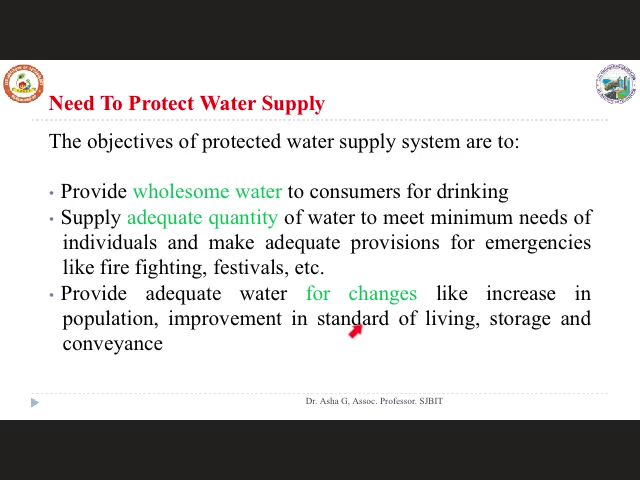 Need To Protect Water Supply
The objectives of protected water supply system are to:
• Provide wholesome water to consumers for drinking
• Supply adequate quantity of water to meet minimum needs of
individuals and make adequate provisions for emergencies
like fire fighting, festivals, etc.
• Provide adequate water for changes like increase in
population, improvement in standard of living, storage and
conveyance
Dr. Asha G, Assoc. Professor. SJBIT